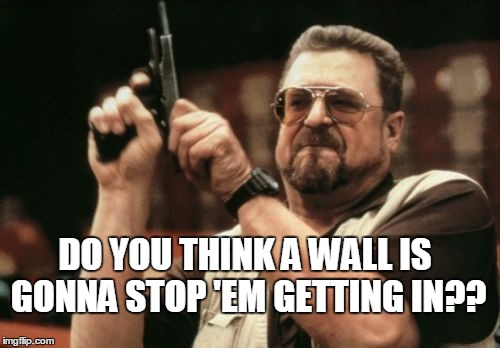 DO YOU THINK A WALL IS
GONNA STOP 'EM GETTING IN??
imgflip.com